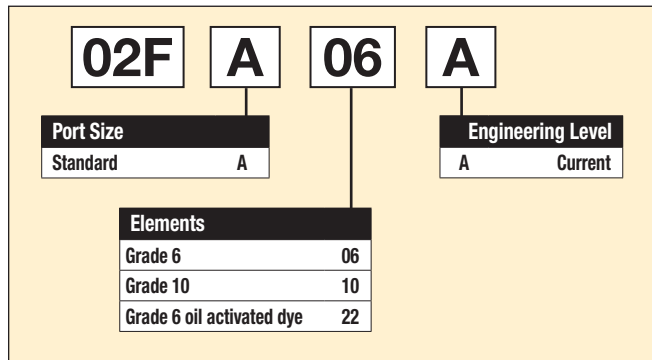 02F A 06 A
Port Size
Standard A
Engineering Level
A Current
Elements
Grade 6 06
Grade 10 10
Grade 6 oil activated dye 22